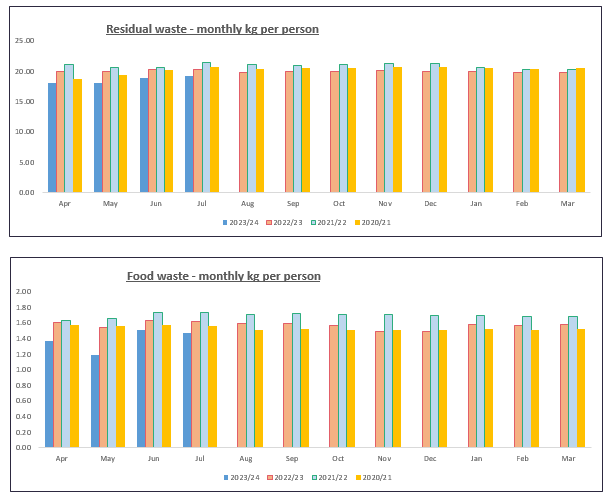 Residual waste - monthly kg per person
25.00
20.00
15.00
10.00
5.00
0.00
Apr May Jun Jul Aug Sep Oct Nov Dec Jan Feb Mar
2023/24 2022/23 2021/22 2020/21
Food waste - monthly kg per person
2.00
1.80
1.60
1.40
1.20
1.00
0.80
0.60
0.40
0.20
0.00
Apr May Jun Jul Aug Sep Oct Nov Dec Jan Feb Mar
2023/24 2022/23 2021/22 2020/21